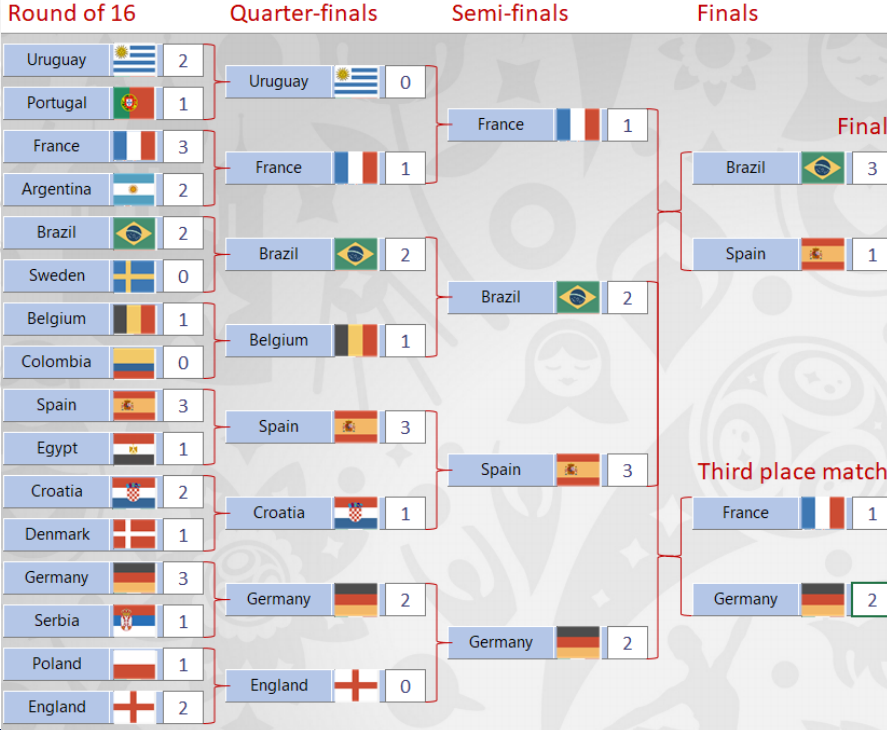 Round of 16
Quarter-finals
Semi-finals
Finals
Uruguay 2
Portugal 1
France 3
Argentina 2
Brazil 2
Sweden 0
Belgium 1
Colombia 0
Spain 3
Egypt 1
Croatia 2
Denmark 1
Germany 3
Serbia 1
Poland 1
England 2
Uruguay 0
France 1
Brazil 2
Belgium 1
Spain 3
Croatia 1
Germany 2
England 0
France 1
Brazil 2
Spain 3
Germany 2
Final
Brazil 3
Spain 1
Third place match
France 1
Germany 2